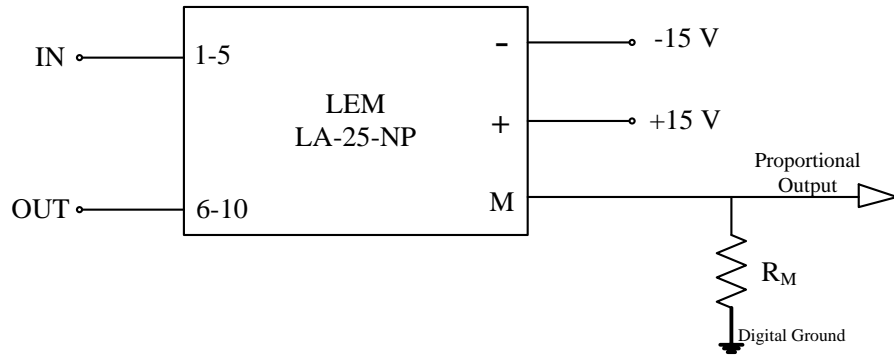 IN
1-5
-
-15 V
LEM
LA-25-NP
+
+15 V
Proportional
Output
OUT
6-10
M
R_M
Digital Ground